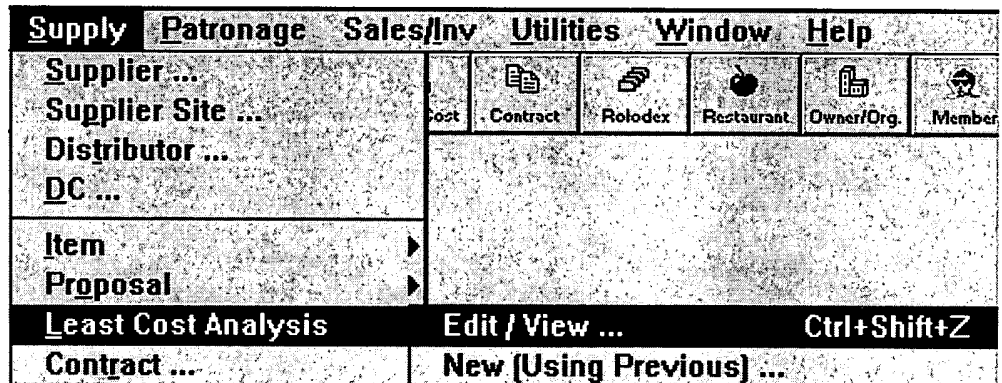 Supply Patronage Sales/Inv Utilities Window Help
Supplier ...
Supplier Site ...
Distributor ...
DC ...
Cost Contract Rolodex Restaurant Owner/Org. Member
Item
Proposal
Least Cost Analysis Edit / View ... Ctrl+Shift+Z
Contract ... New (Using Previous) ...